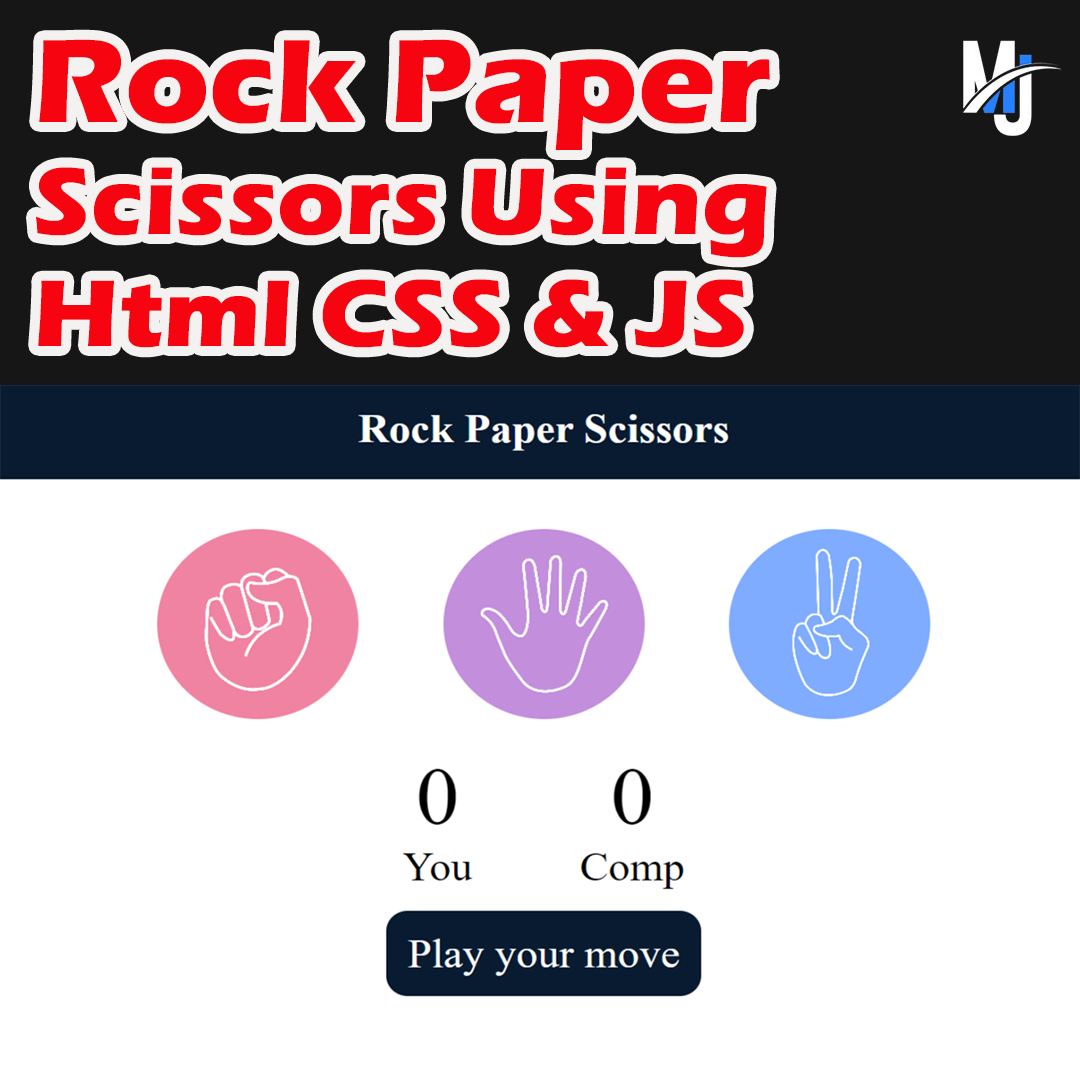 Rock Paper
MJ
Scissors Using
Html CSS & JS
Rock Paper Scissors
0 0
You Comp
Play your move